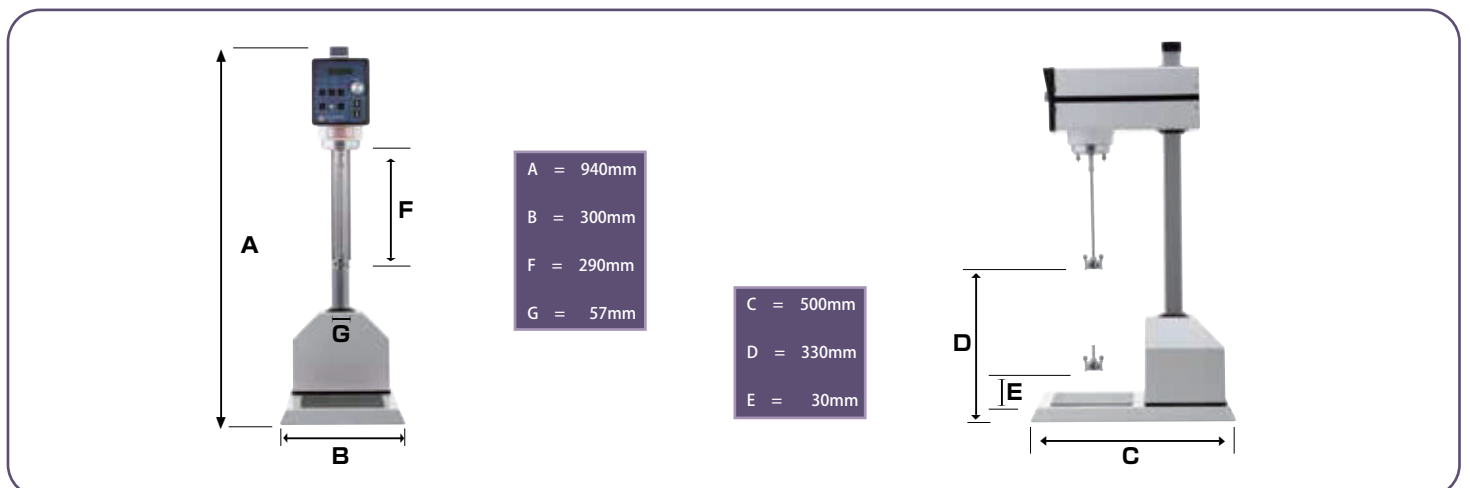 A
F
G
B
A = 940mm
B = 300mm
F = 290mm
G = 57mm
C = 500mm
D = 330mm
E = 30mm
D
E
C